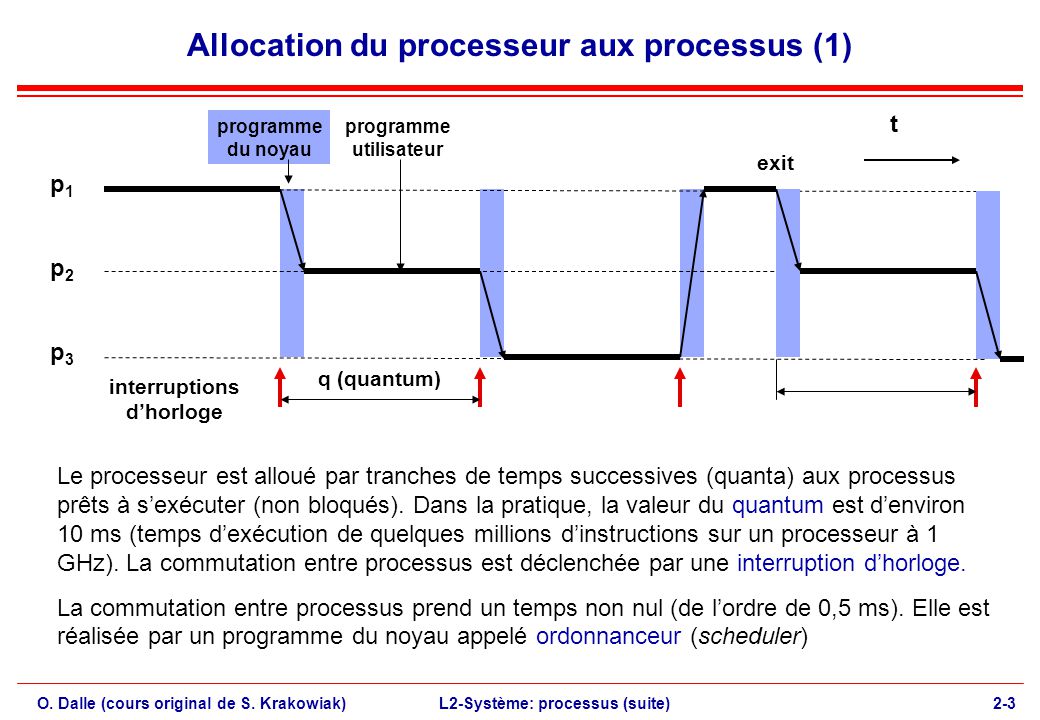 Allocation du processeur aux processus (1)
programme
du noyau
programme
utilisateur
t
exit
p1
p2
p3
interruptions
d’horloge
q (quantum)
Le processeur est alloué par tranches de temps successives (quanta) aux processus
prêts à s’exécuter (non bloqués). Dans la pratique, la valeur du quantum est d’environ
10 ms (temps d’exécution de quelques millions d’instructions sur un processeur à 1
GHz). La commutation entre processus est déclenchée par une interruption d’horloge.
La commutation entre processus prend un temps non nul (de l’ordre de 0,5 ms). Elle est
réalisée par un programme du noyau appelé ordonnanceur (scheduler)
O. Dalle (cours original de S. Krakowiak)
L2-Système: processus (suite)
2-3